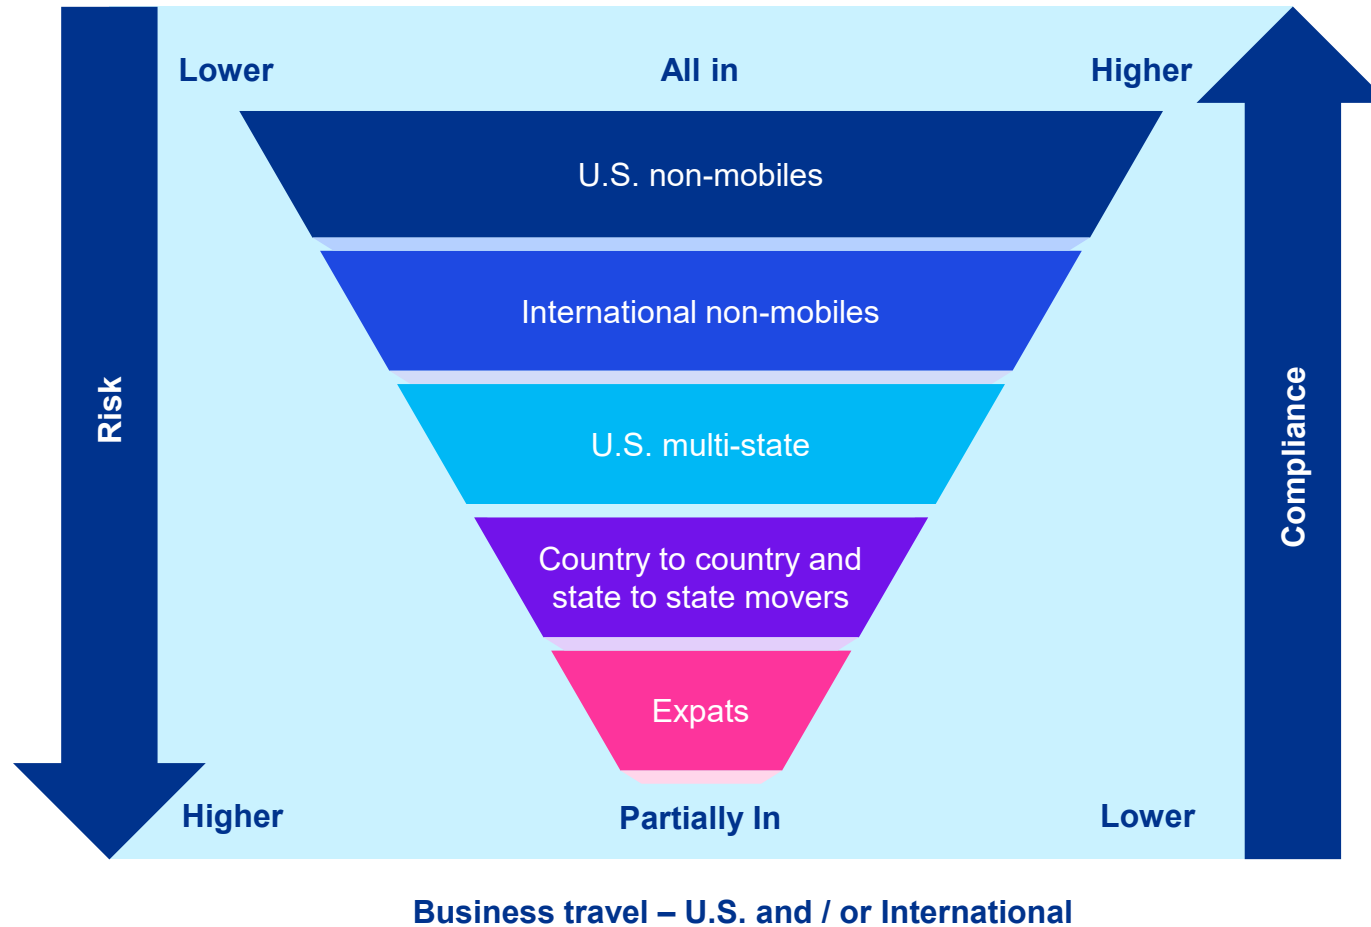 Lower
All in
Higher
U.S. non-mobiles
International non-mobiles
Risk
U.S. multi-state
Compliance
Country to country and
state to state movers
Expats
Higher
Partially In
Lower
Business travel – U.S. and / or International